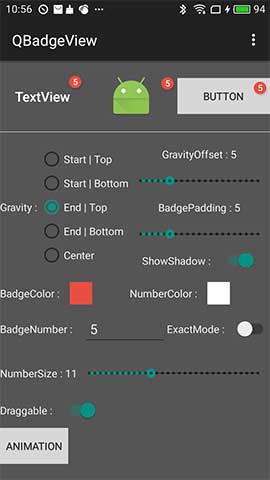 10:56 94
QBadgeView
TextView 5 5 BUTTON 5
Start | Top
Start | Bottom
Gravity : End | Top
End | Bottom
Center
GravityOffset : 5
BadgePadding : 5
ShowShadow :
BadgeColor : NumberColor :
BadgeNumber : 5 ExactMode :
NumberSize : 11
Draggable :
ANIMATION